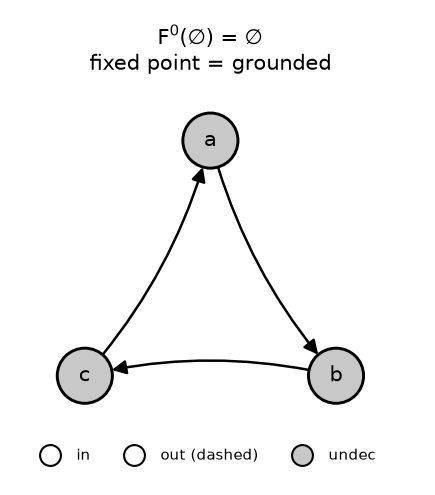 F⁰(∅) = ∅
fixed point = grounded
a
c
b
in
out (dashed)
undec